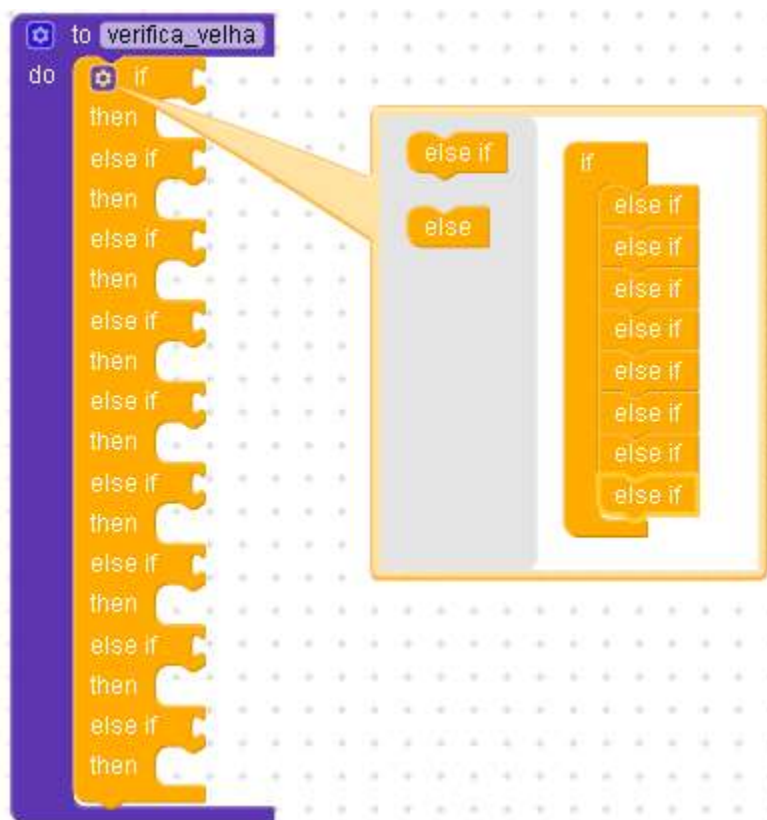 to verifica_velha
do if
then
else if
then
else if
then
else if
then
else if
then
else if
then
else if
then
else if
then
else if
then
else if
else
if
else if
else if
else if
else if
else if
else if
else if
else if